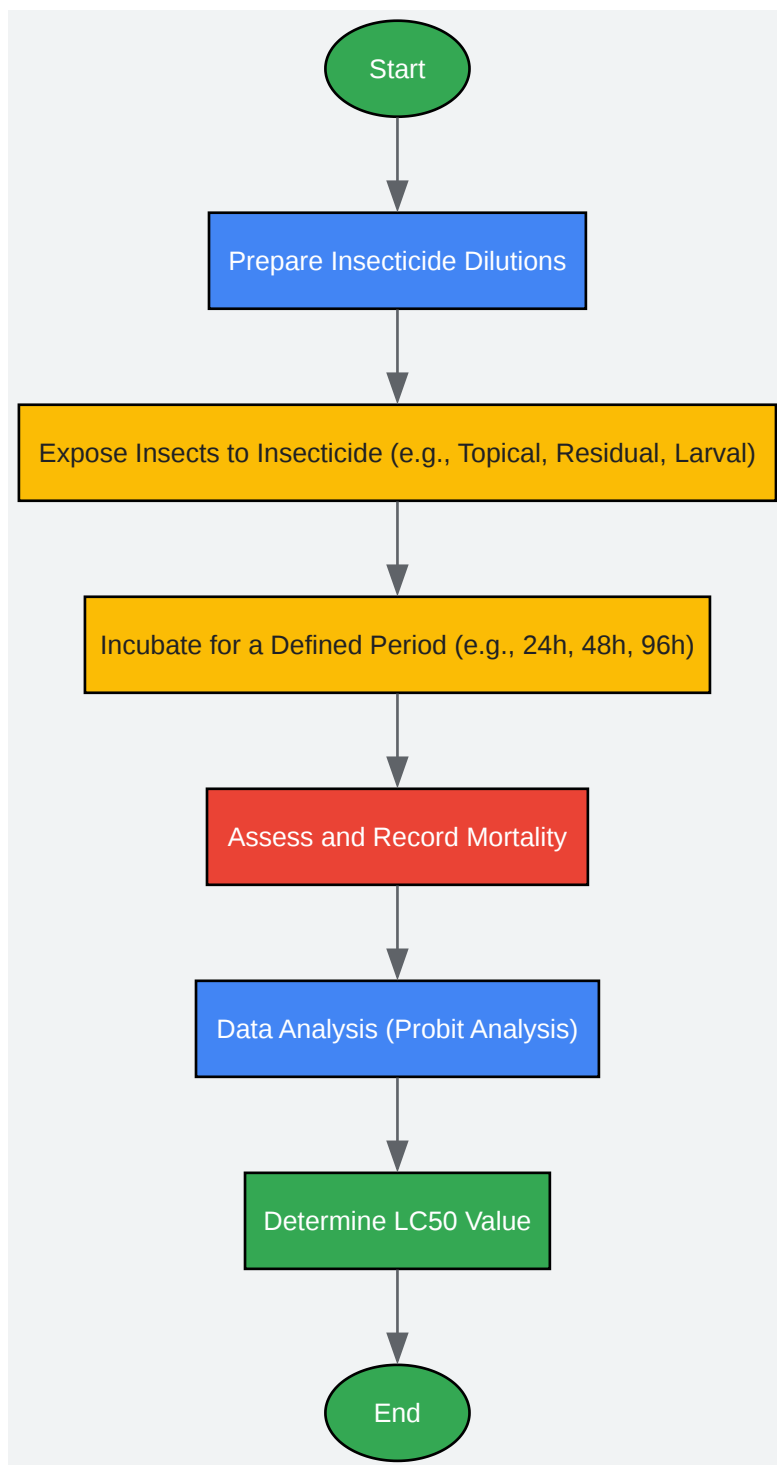 Start
Prepare Insecticide Dilutions
Expose Insects to Insecticide (e.g., Topical, Residual, Larval)
Incubate for a Defined Period (e.g., 24h, 48h, 96h)
Assess and Record Mortality
Data Analysis (Probit Analysis)
Determine LC50 Value
End